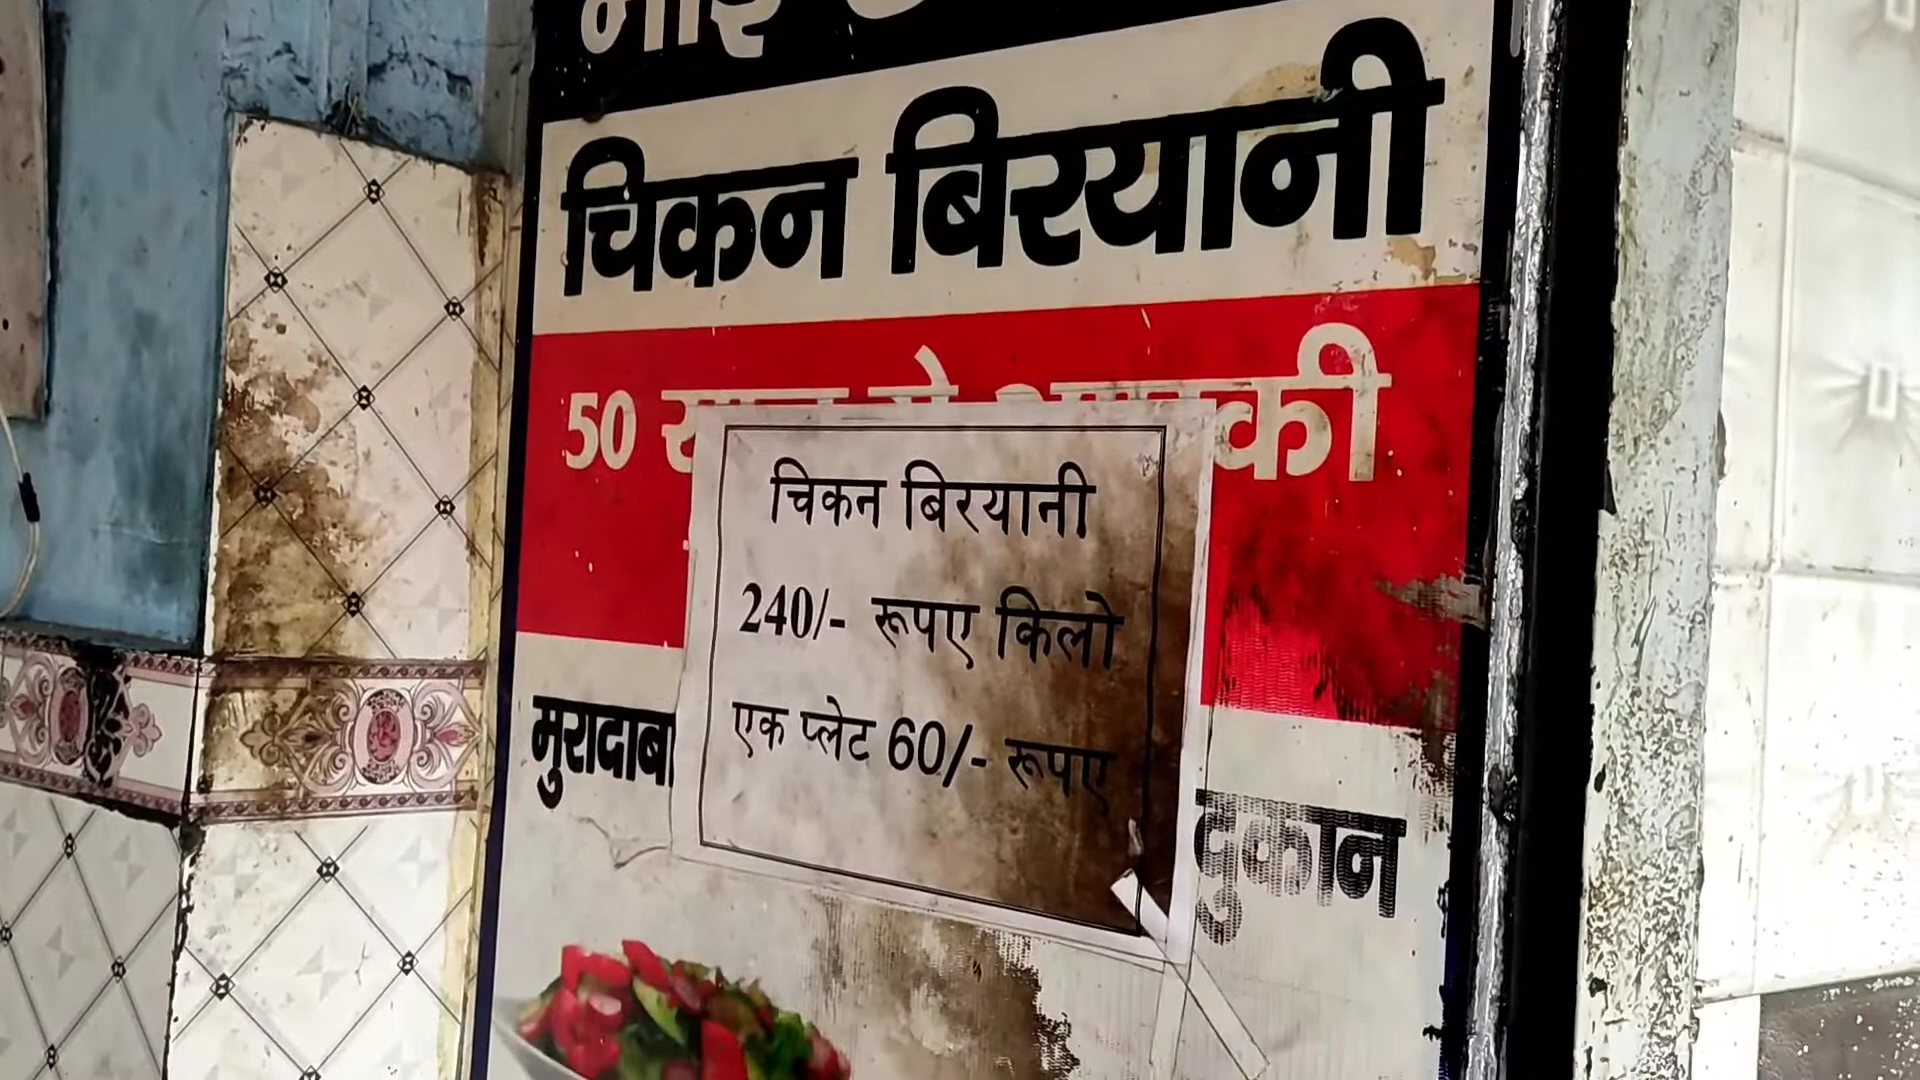 चिकन बिरयानी
50 की
चिकन बिरयानी
240/- रूपए किलो
एक प्लेट 60/- रूपए
दुकान